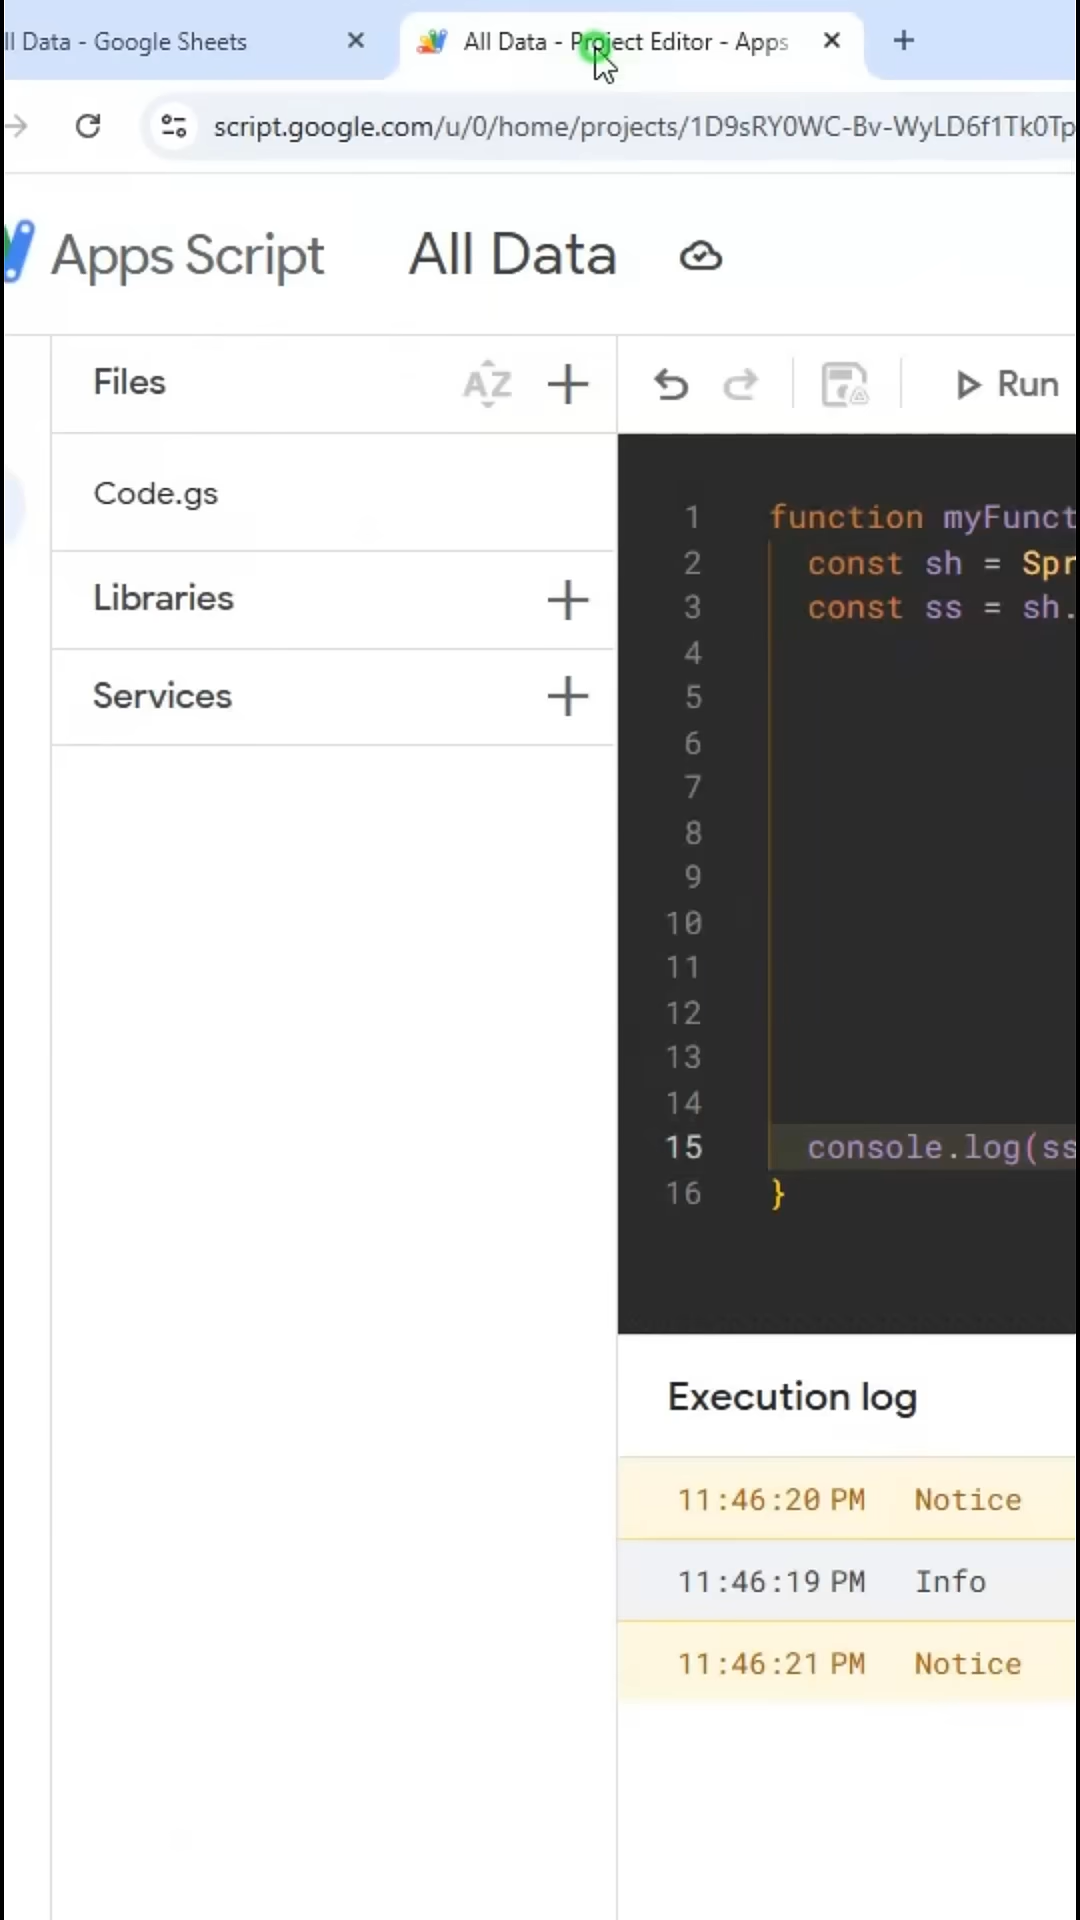 ll Data - Google Sheets
All Data - Project Editor - Apps
script.google.com/u/0/home/projects/1D9sRY0WC-Bv-WyLD6f1Tk0Tp
Apps Script
All Data
Files
AZ
Run
Code.gs
Libraries
Services
1 function myFunct
2 const sh = Spr
3 const ss = sh.
4
5
6
7
8
9
10
11
12
13
14
15 console.log(ss
16 }
Execution log
11:46:20 PM Notice
11:46:19 PM Info
11:46:21 PM Notice